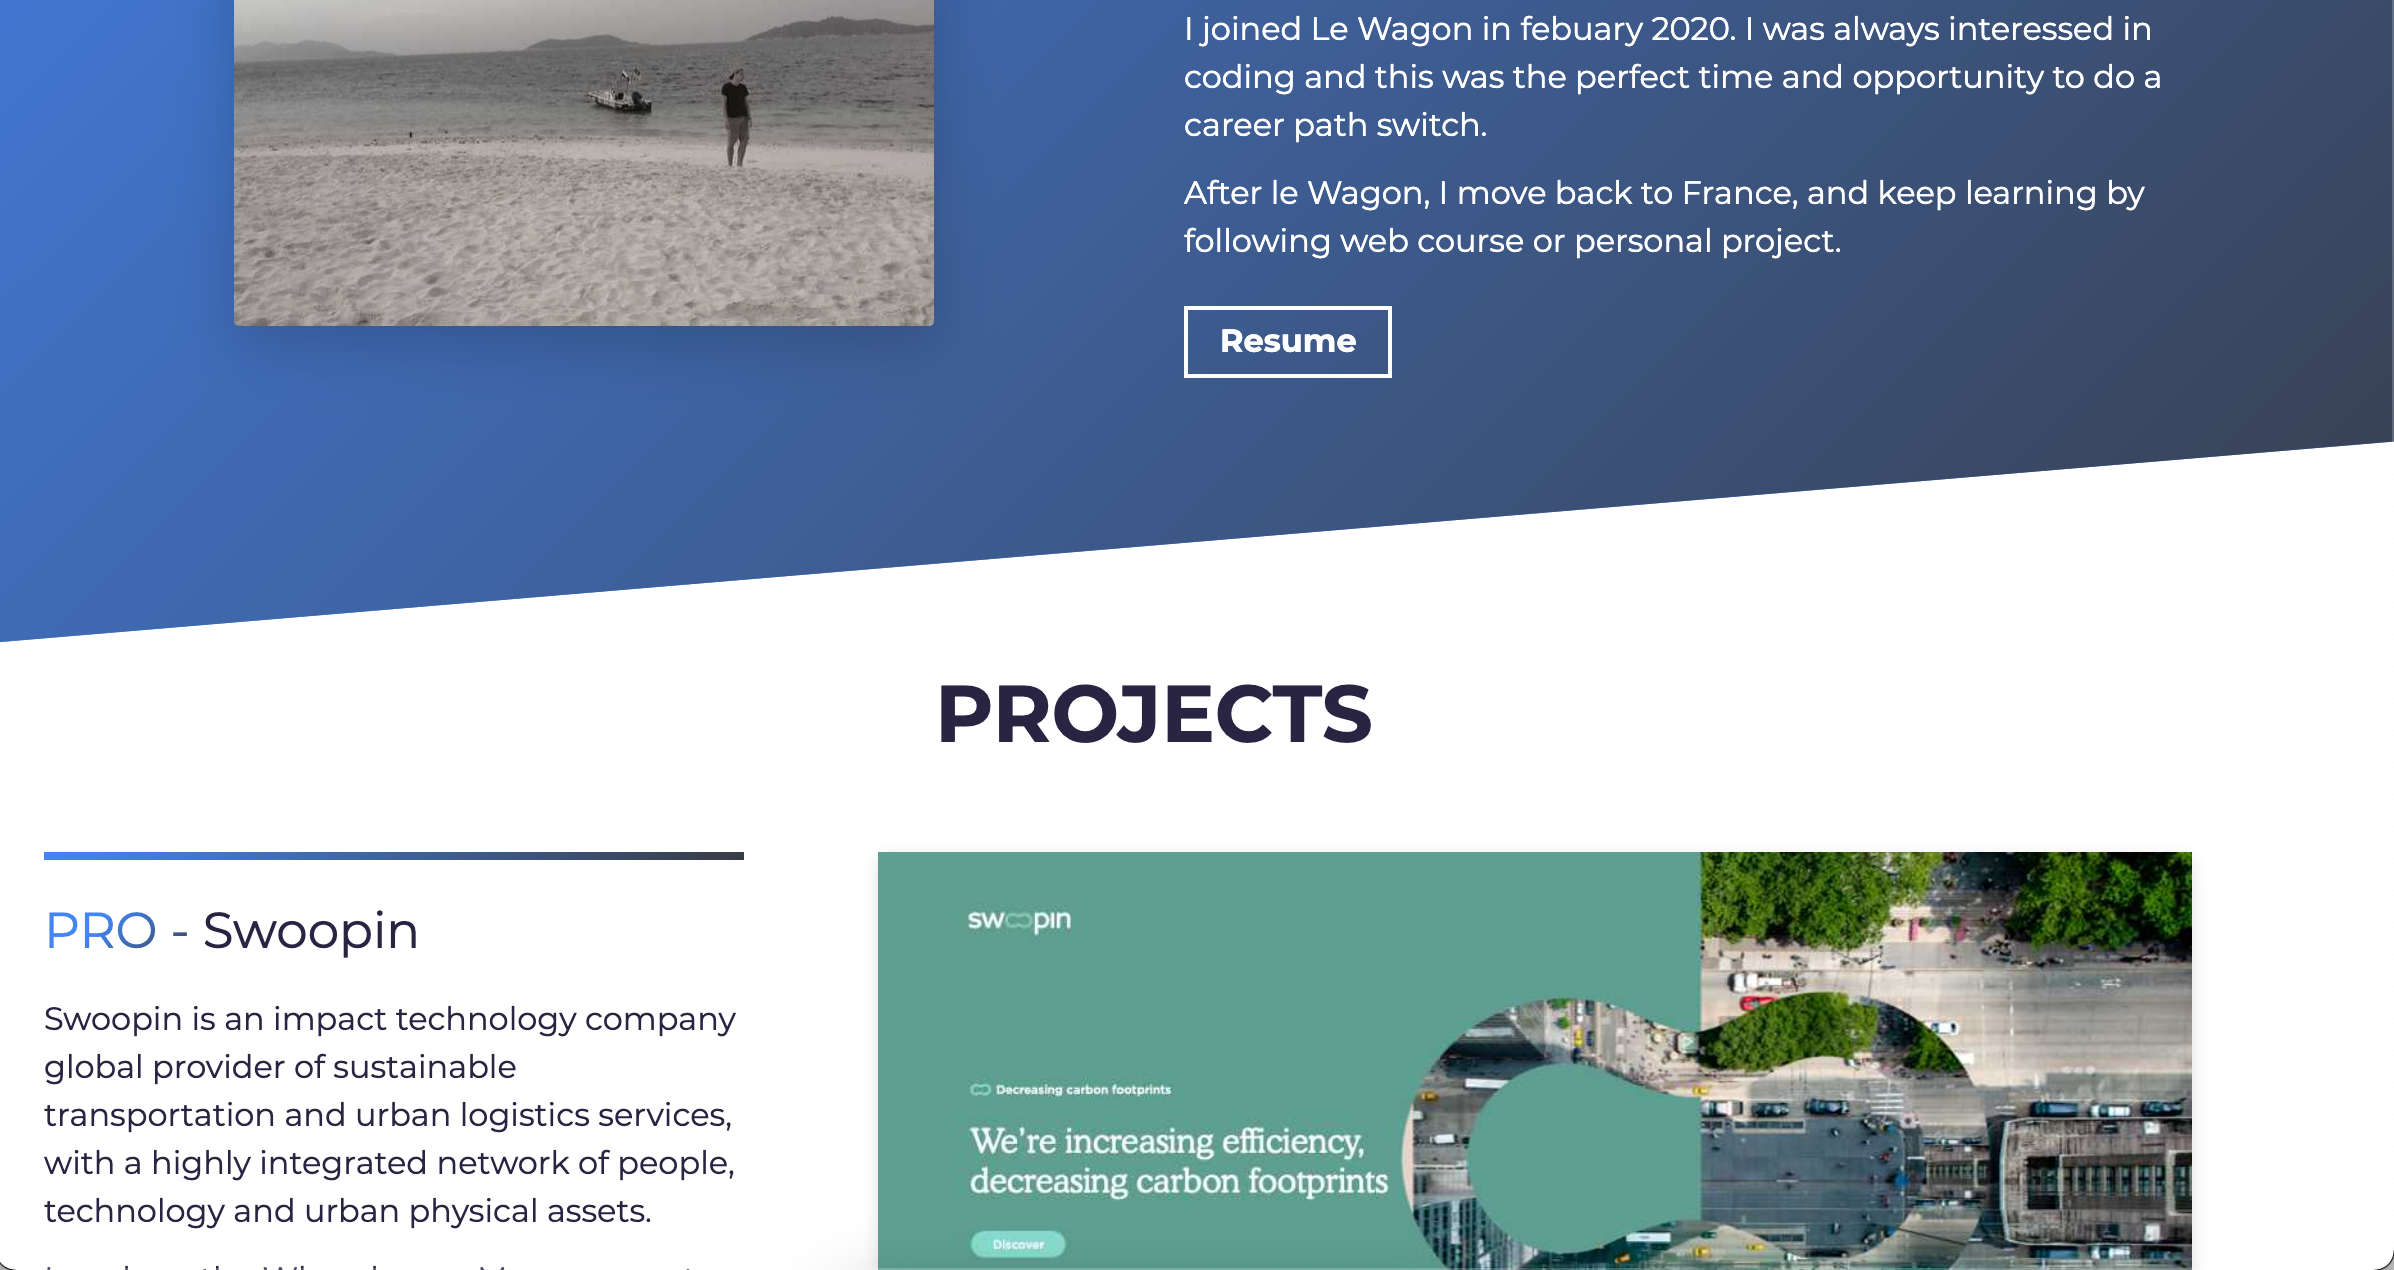 I joined Le Wagon in febuary 2020. I was always interessed in
coding and this was the perfect time and opportunity to do a
career path switch.
After le Wagon, I move back to France, and keep learning by
following web course or personal project.
Resume
PROJECTS
PRO - Swoopin
Swoopin is an impact technology company
global provider of sustainable
transportation and urban logistics services,
with a highly integrated network of people,
technology and urban physical assets.
swoopin
Decreasing carbon footprints
We're increasing efficiency,
decreasing carbon footprints
Discover